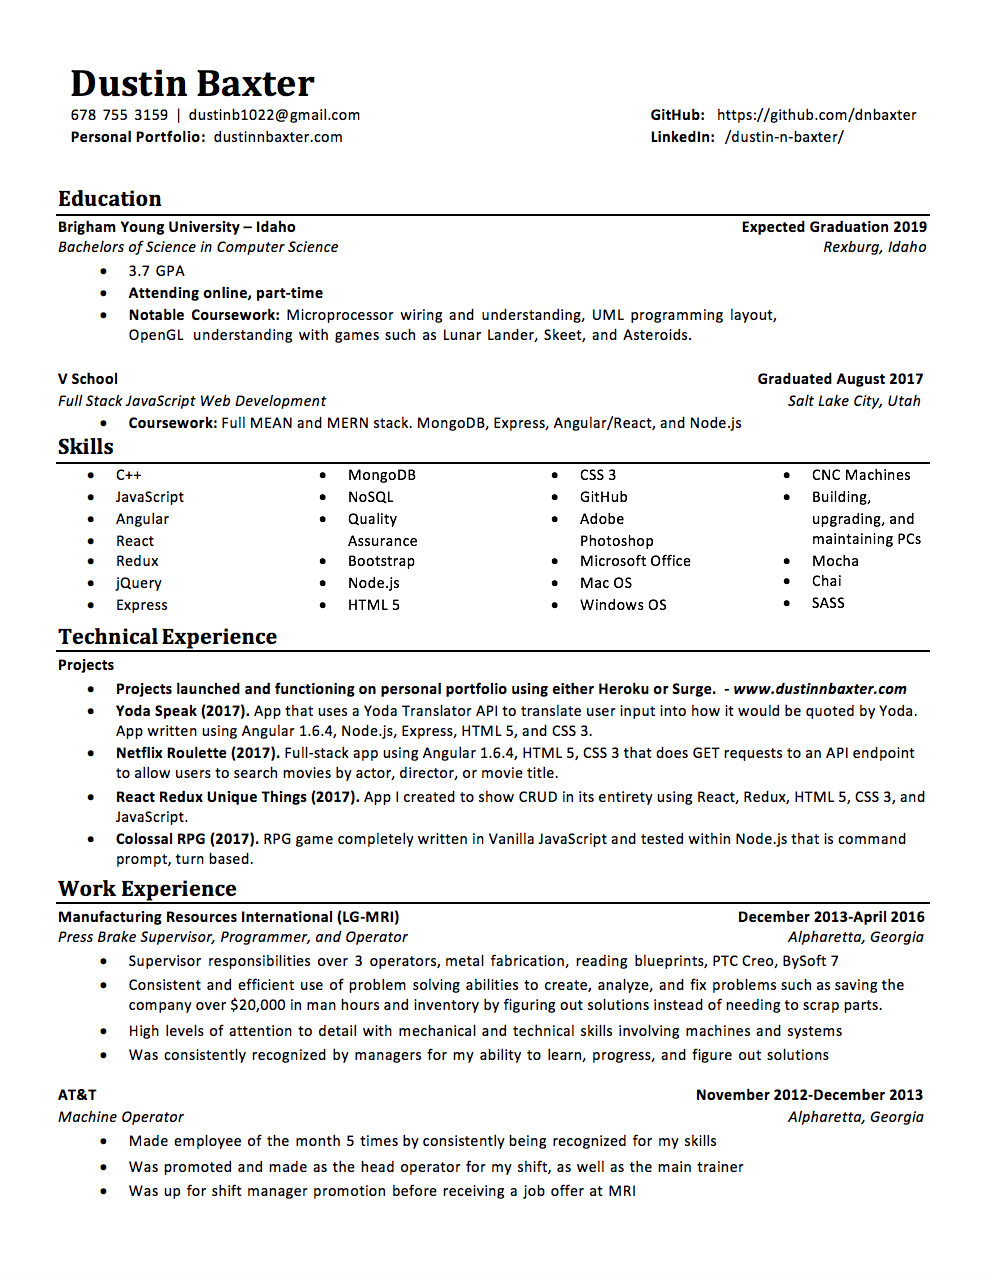 Dustin Baxter
678 755 3159 | dustinb1022@gmail.com GitHub: https://github.com/dnbaxter
Personal Portfolio: dustinnbaxter.com LinkedIn: /dustin-n-baxter/
Education
Brigham Young University – Idaho Expected Graduation 2019
Bachelors of Science in Computer Science Rexburg, Idaho
• 3.7 GPA
• Attending online, part-time
• Notable Coursework: Microprocessor wiring and understanding, UML programming layout,
OpenGL understanding with games such as Lunar Lander, Skeet, and Asteroids.
V School Graduated August 2017
Full Stack JavaScript Web Development Salt Lake City, Utah
• Coursework: Full MEAN and MERN stack. MongoDB, Express, Angular/React, and Node.js
Skills
• C++
• JavaScript
• Angular
• React
• Redux
• jQuery
• Express
• MongoDB
• NoSQL
• Quality
Assurance
• Bootstrap
• Node.js
• HTML 5
• CSS 3
• GitHub
• Adobe
Photoshop
• Microsoft Office
• Mac OS
• Windows OS
• CNC Machines
• Building,
upgrading, and
maintaining PCs
• Mocha
• Chai
• SASS
Technical Experience
Projects
• Projects launched and functioning on personal portfolio using either Heroku or Surge. - www.dustinnbaxter.com
• Yoda Speak (2017). App that uses a Yoda Translator API to translate user input into how it would be quoted by Yoda.
App written using Angular 1.6.4, Node.js, Express, HTML 5, and CSS 3.
• Netflix Roulette (2017). Full-stack app using Angular 1.6.4, HTML 5, CSS 3 that does GET requests to an API endpoint
to allow users to search movies by actor, director, or movie title.
• React Redux Unique Things (2017). App I created to show CRUD in its entirety using React, Redux, HTML 5, CSS 3, and
JavaScript.
• Colossal RPG (2017). RPG game completely written in Vanilla JavaScript and tested within Node.js that is command
prompt, turn based.
Work Experience
Manufacturing Resources International (LG-MRI) December 2013-April 2016
Press Brake Supervisor, Programmer, and Operator Alpharetta, Georgia
• Supervisor responsibilities over 3 operators, metal fabrication, reading blueprints, PTC Creo, BySoft 7
• Consistent and efficient use of problem solving abilities to create, analyze, and fix problems such as saving the
company over $20,000 in man hours and inventory by figuring out solutions instead of needing to scrap parts.
• High levels of attention to detail with mechanical and technical skills involving machines and systems
• Was consistently recognized by managers for my ability to learn, progress, and figure out solutions
AT&T November 2012-December 2013
Machine Operator Alpharetta, Georgia
• Made employee of the month 5 times by consistently being recognized for my skills
• Was promoted and made as the head operator for my shift, as well as the main trainer
• Was up for shift manager promotion before receiving a job offer at MRI